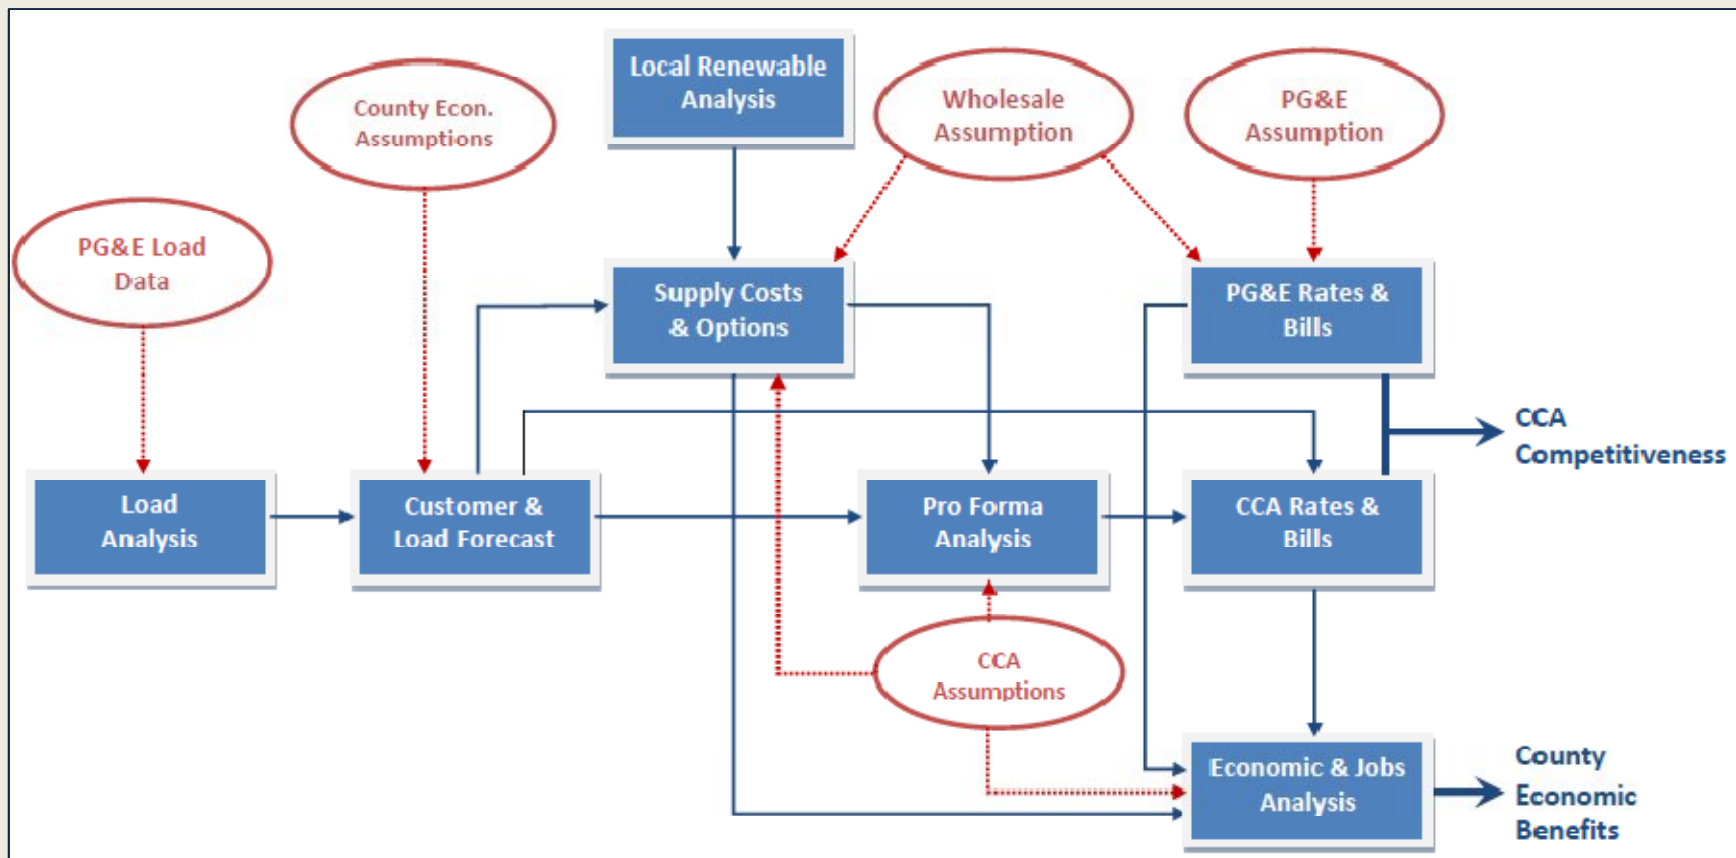 Local Renewable
Analysis
County Econ.
Assumptions
Wholesale
Assumption
PG&E
Assumption
PG&E Load
Data
Supply Costs
& Options
PG&E Rates &
Bills
CCA
Competitiveness
Load
Analysis
Customer &
Load Forecast
Pro Forma
Analysis
CCA Rates &
Bills
CCA
Assumptions
Economic & Jobs
Analysis
County
Economic
Benefits